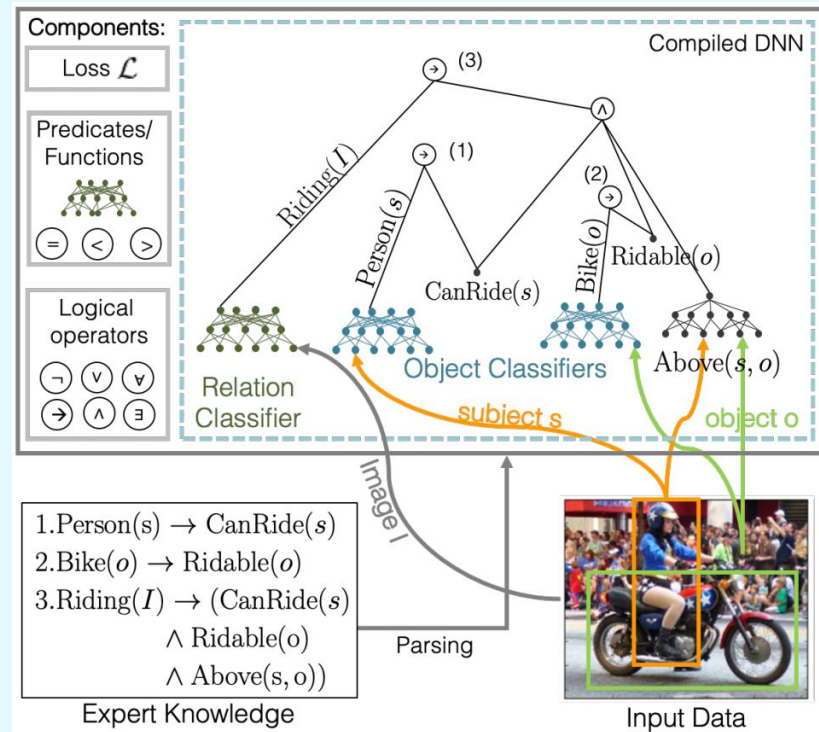 Components:
Loss ℒ
Predicates/
Functions
= < >
Logical
operators
¬ ∧ ∀
→ ∨ ∃
Compiled DNN
→ (3)
∧
→ (1)
(2)
→
Riding(I)
Person(s)
Bike(o)
Ridable(o)
CanRide(s)
Above(s, o)
Relation
Classifier
Object Classifiers
subject s
object o
Image I
1.Person(s) → CanRide(s)
2.Bike(o) → Ridable(o)
3.Riding(I) → (CanRide(s)
∧ Ridable(o)
∧ Above(s, o))
Parsing
Expert Knowledge
Input Data